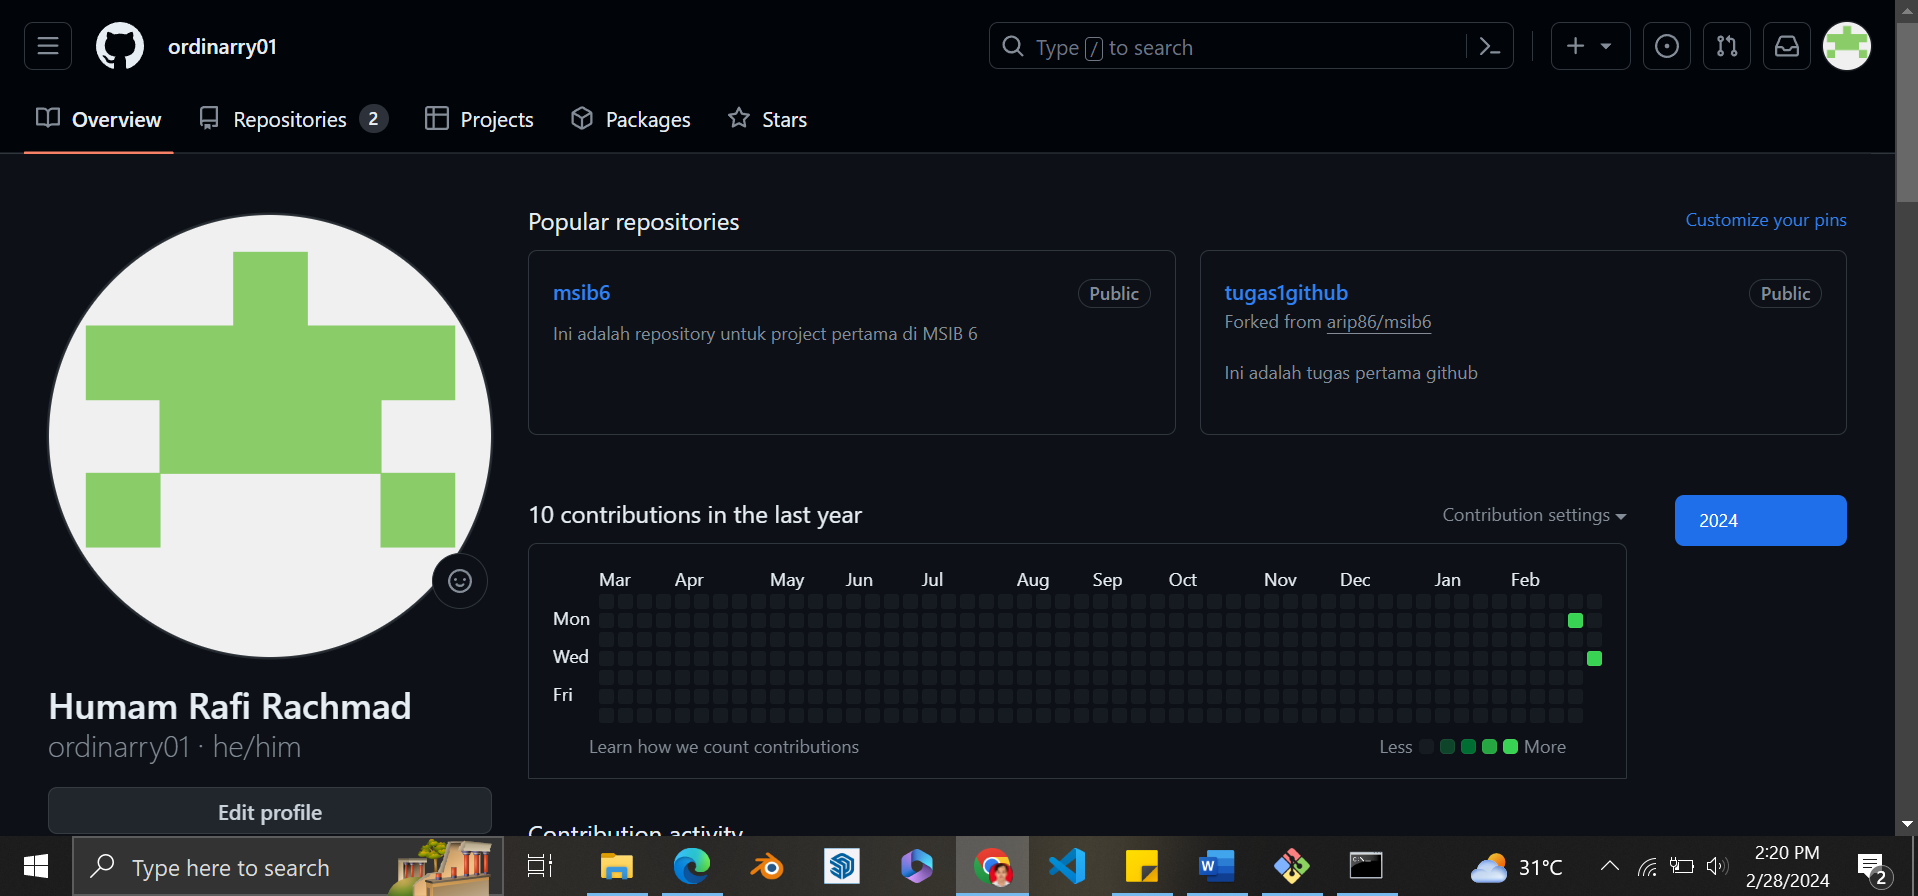 ordinarry01
Type / to search
Overview
Repositories 2
Projects
Packages
Stars
Popular repositories
Customize your pins
msib6
Public
Ini adalah repository untuk project pertama di MSIB 6
tugas1github
Public
Forked from arip86/msib6
Ini adalah tugas pertama github
10 contributions in the last year
Contribution settings
2024
Mar Apr May Jun Jul Aug Sep Oct Nov Dec Jan Feb
Mon
Wed
Fri
Learn how we count contributions
Less More
Humam Rafi Rachmad
ordinarry01 · he/him
Edit profile
Contribution activity
Type here to search
31°C
2:20 PM
2/28/2024
2